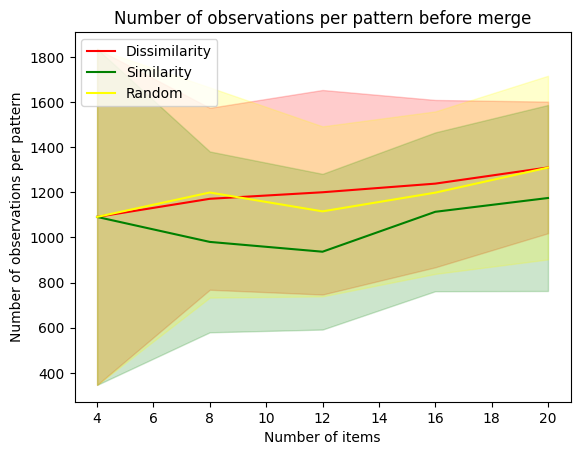 Number of observations per pattern before merge
Number of observations per pattern
1800
1600
1400
1200
1000
800
600
400
Dissimilarity
Similarity
Random
4 6 8 10 12 14 16 18 20
Number of items